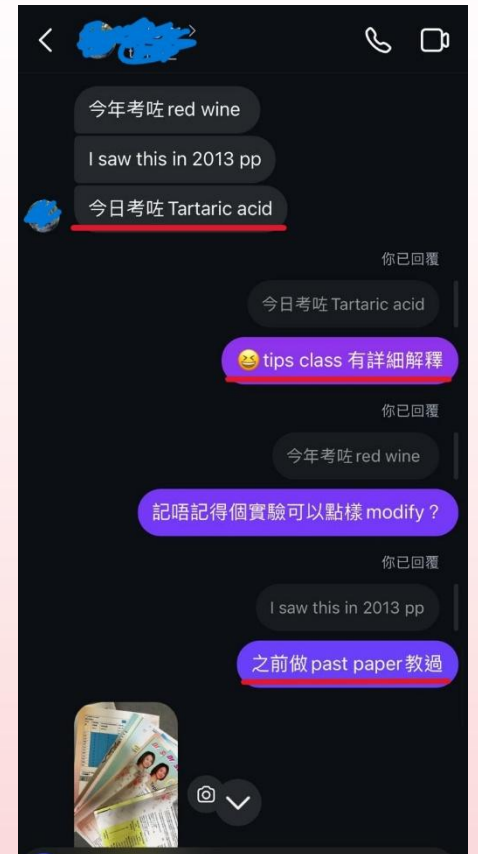 今年考咗 red wine
I saw this in 2013 pp
今日考咗 Tartaric acid
你已回覆
今日考咗 Tartaric acid
😆 tips class 有詳細解釋
你已回覆
今年考咗 red wine
記唔記得個實驗可以點樣 modify？
你已回覆
I saw this in 2013 pp
之前做 past paper 教過